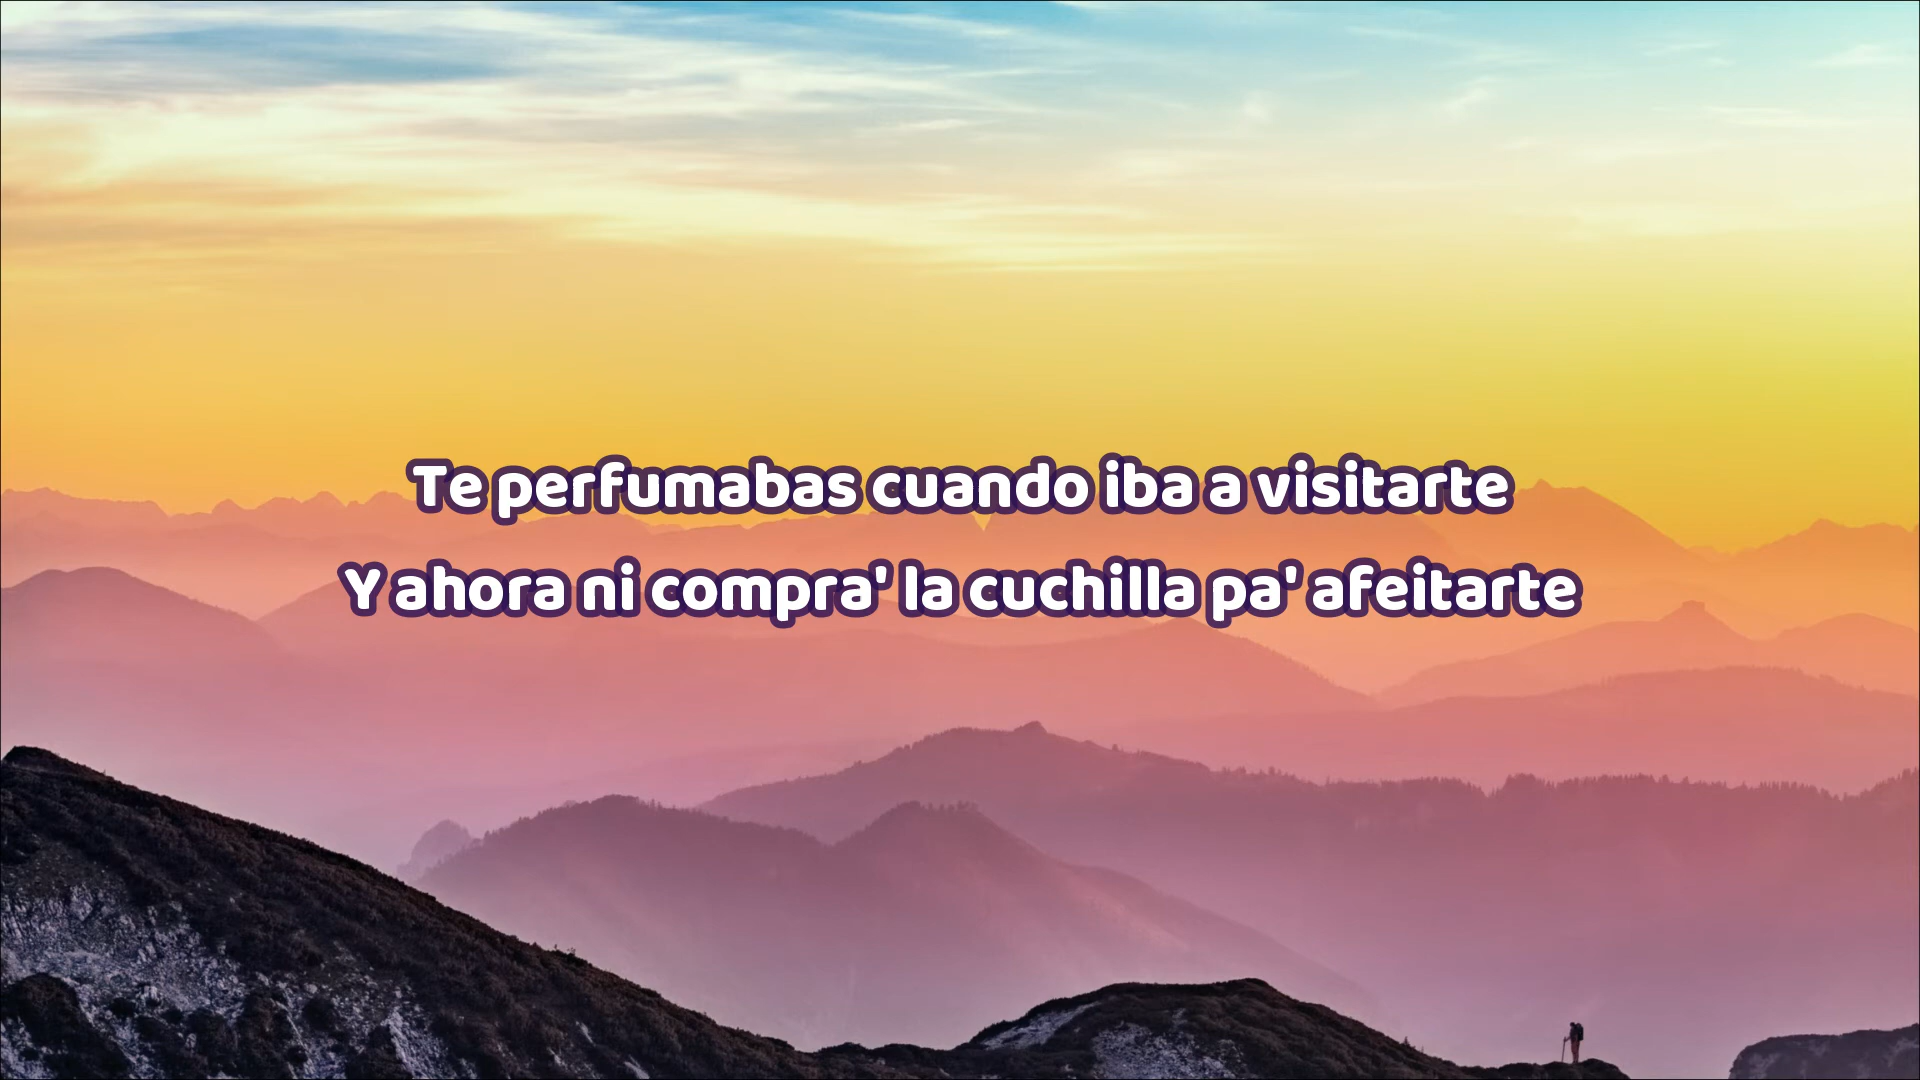 Te perfumabas cuando iba a visitarte
Y ahora ni compra' la cuchilla pa' afeitarte